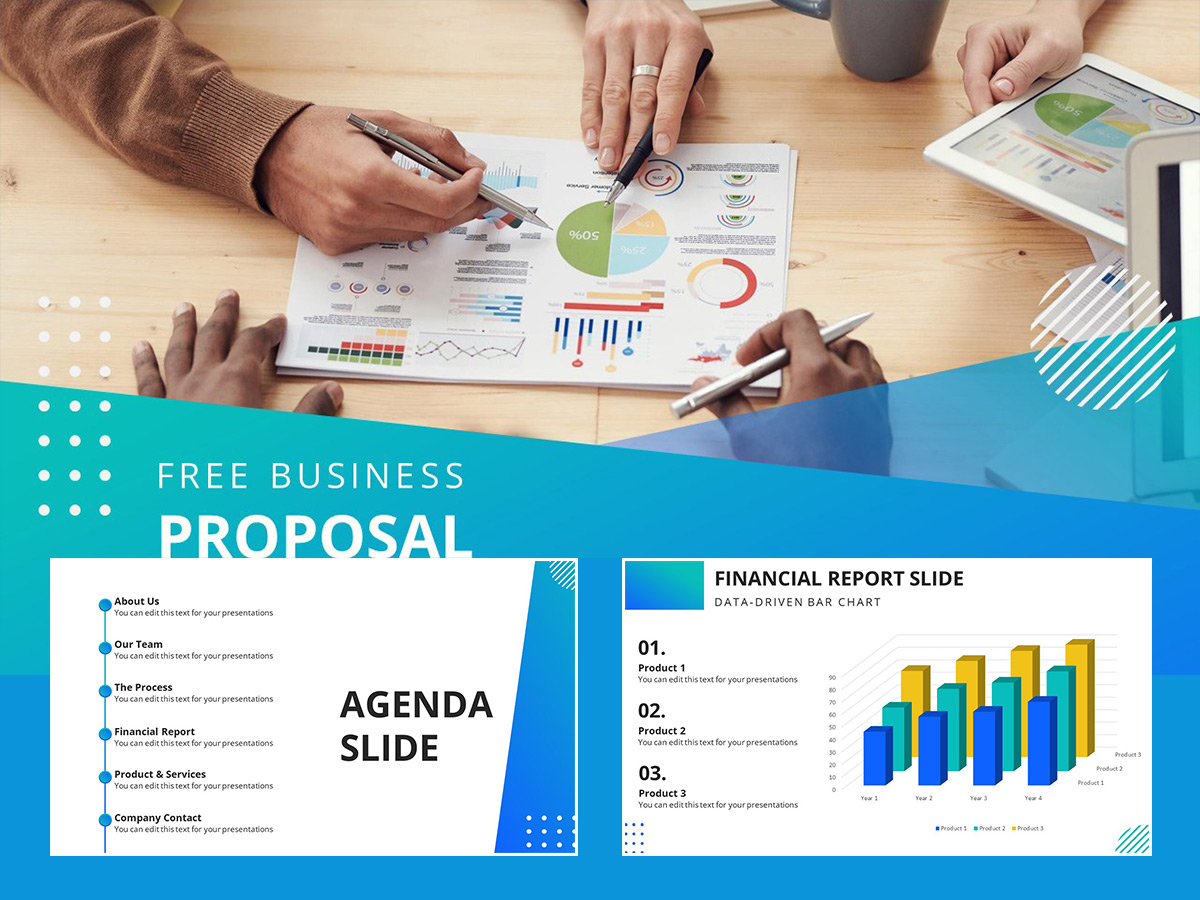 50%
15%
25%
50%
FREE BUSINESS
PROPOSAL
About Us
You can edit this text for your presentations
Our Team
You can edit this text for your presentations
The Process
You can edit this text for your presentations
Financial Report
You can edit this text for your presentations
Product & Services
You can edit this text for your presentations
Company Contact
You can edit this text for your presentations
AGENDA
SLIDE
FINANCIAL REPORT SLIDE
DATA-DRIVEN BAR CHART
01.
Product 1
You can edit this text for your presentations
02.
Product 2
You can edit this text for your presentations
03.
Product 3
You can edit this text for your presentations
90
80
70
60
50
40
30
20
10
0
Year 1 Year 2 Year 3 Year 4
Product 3
Product 2
Product 1
Product 1 Product 2 Product 3